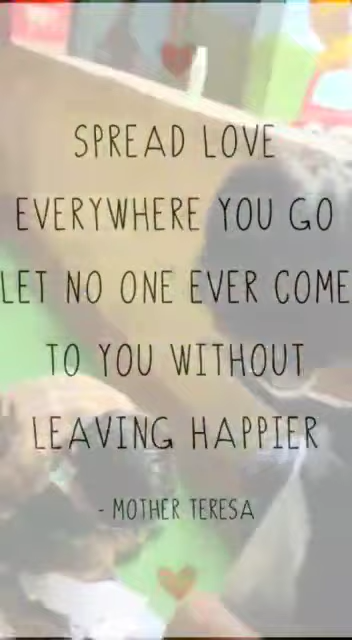 SPREAD LOVE
EVERYWHERE YOU GO
LET NO ONE EVER COME
TO YOU WITHOUT
LEAVING HAPPIER
- MOTHER TERESA